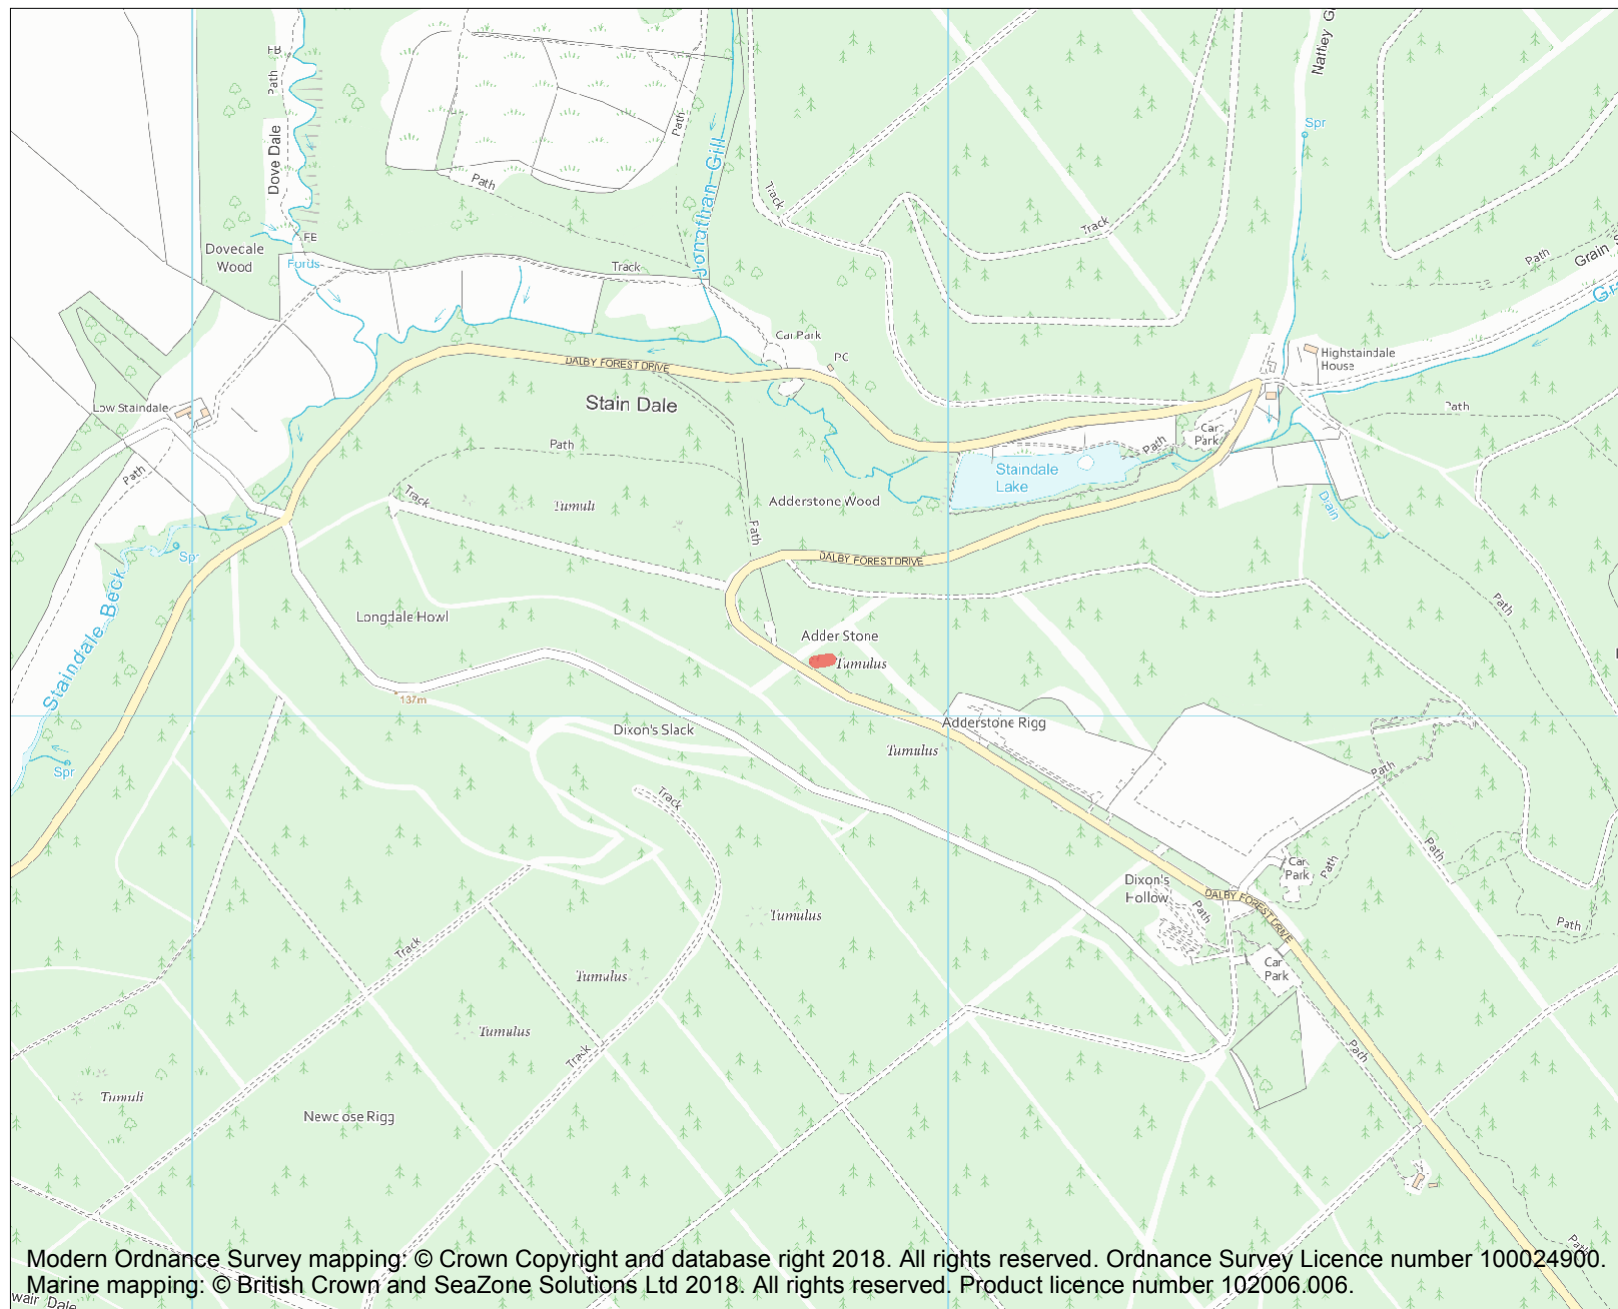 FB
Path
Dove Dale
FE
Fords
Dovecale
Wood
Path
Path
Jonathan Gill
Track
Track
Track
Spr
Path
Car Park
PC
DALBY FOREST DRIVE
Stain Dale
Low Staindale
Path
Path
Track
Tumuli
Adderstone Wood
Path
Highstaindale
House
Path
Car
Park
Path
Staindale
Lake
Drain
DALBY FOREST DRIVE
Spr
Staindale Beck
Longdale Howl
Path
Adder Stone
Tumulus
137m
Dixon's Slack
Adderstone Rigg
Tumulus
Spr
Track
Path
Path
Path
Car
Park
Dixon's
Hollow
DALBY FOREST DRIVE
Path
Path
Tumulus
Track
Tumulus
Car
Park
Tumulus
Track
Path
Tumuli
Newclose Rigg
Path
Modern Ordnance Survey mapping: © Crown Copyright and database right 2018. All rights reserved. Ordnance Survey Licence number 100024900.
Marine mapping: © British Crown and SeaZone Solutions Ltd 2018. All rights reserved. Product licence number 102006.006.
wair Dale